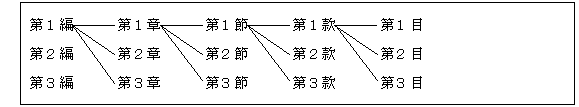 第１編 第１章 第１節 第１款 第１目
第２編 第２章 第２節 第２款 第２目
第３編 第３章 第３節 第３款 第３目